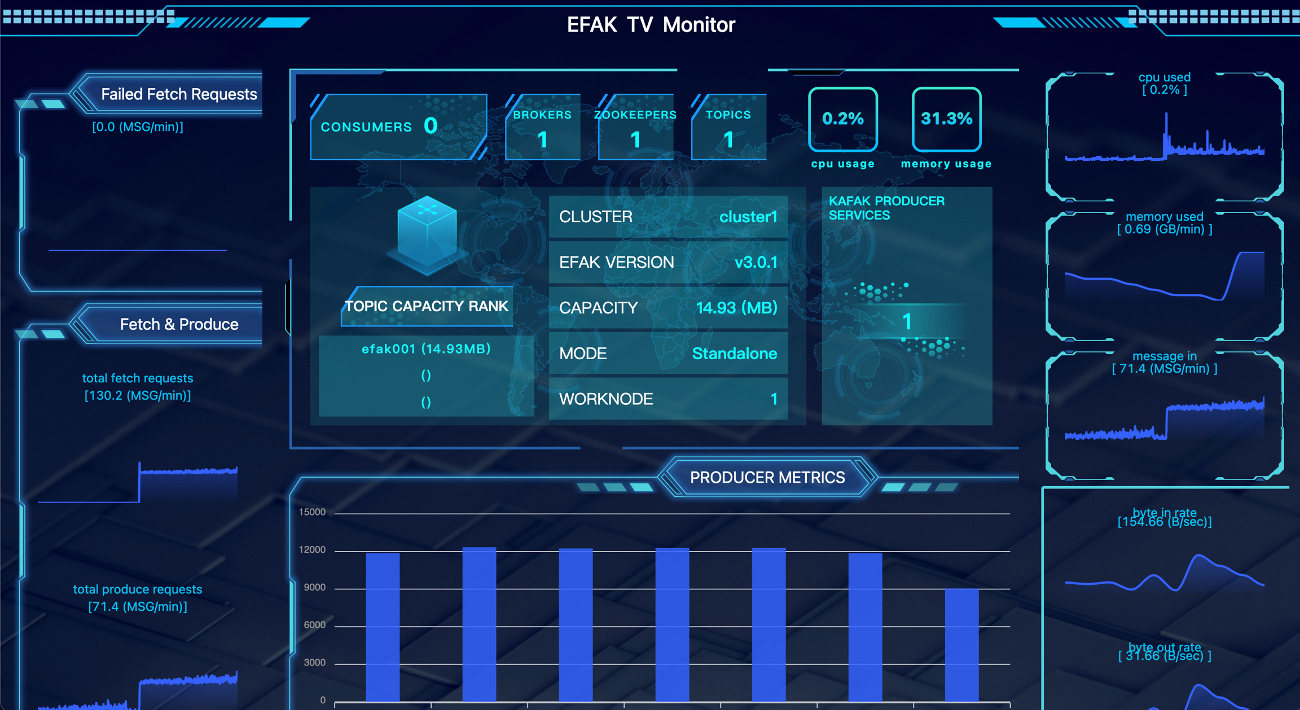 EFAK TV Monitor
Failed Fetch Requests
[0.0 (MSG/min)]
Fetch & Produce
total fetch requests
[130.2 (MSG/min)]
total produce requests
[71.4 (MSG/min)]
CONSUMERS 0
BROKERS
1
ZOOKEEPERS
1
TOPICS
1
0.2%
cpu usage
31.3%
memory usage
TOPIC CAPACITY RANK
efak001 (14.93MB)
()
()
CLUSTER cluster1
EFAK VERSION v3.0.1
CAPACITY 14.93 (MB)
MODE Standalone
WORKNODE 1
KAFAK PRODUCER
SERVICES
1
PRODUCER METRICS
15000
12000
9000
6000
3000
0
cpu used
[ 0.2% ]
memory used
[ 0.69 (GB/min) ]
message in
[ 71.4 (MSG/min) ]
byte in rate
[154.66 (B/sec)]
byte out rate
[ 31.66 (B/sec) ]